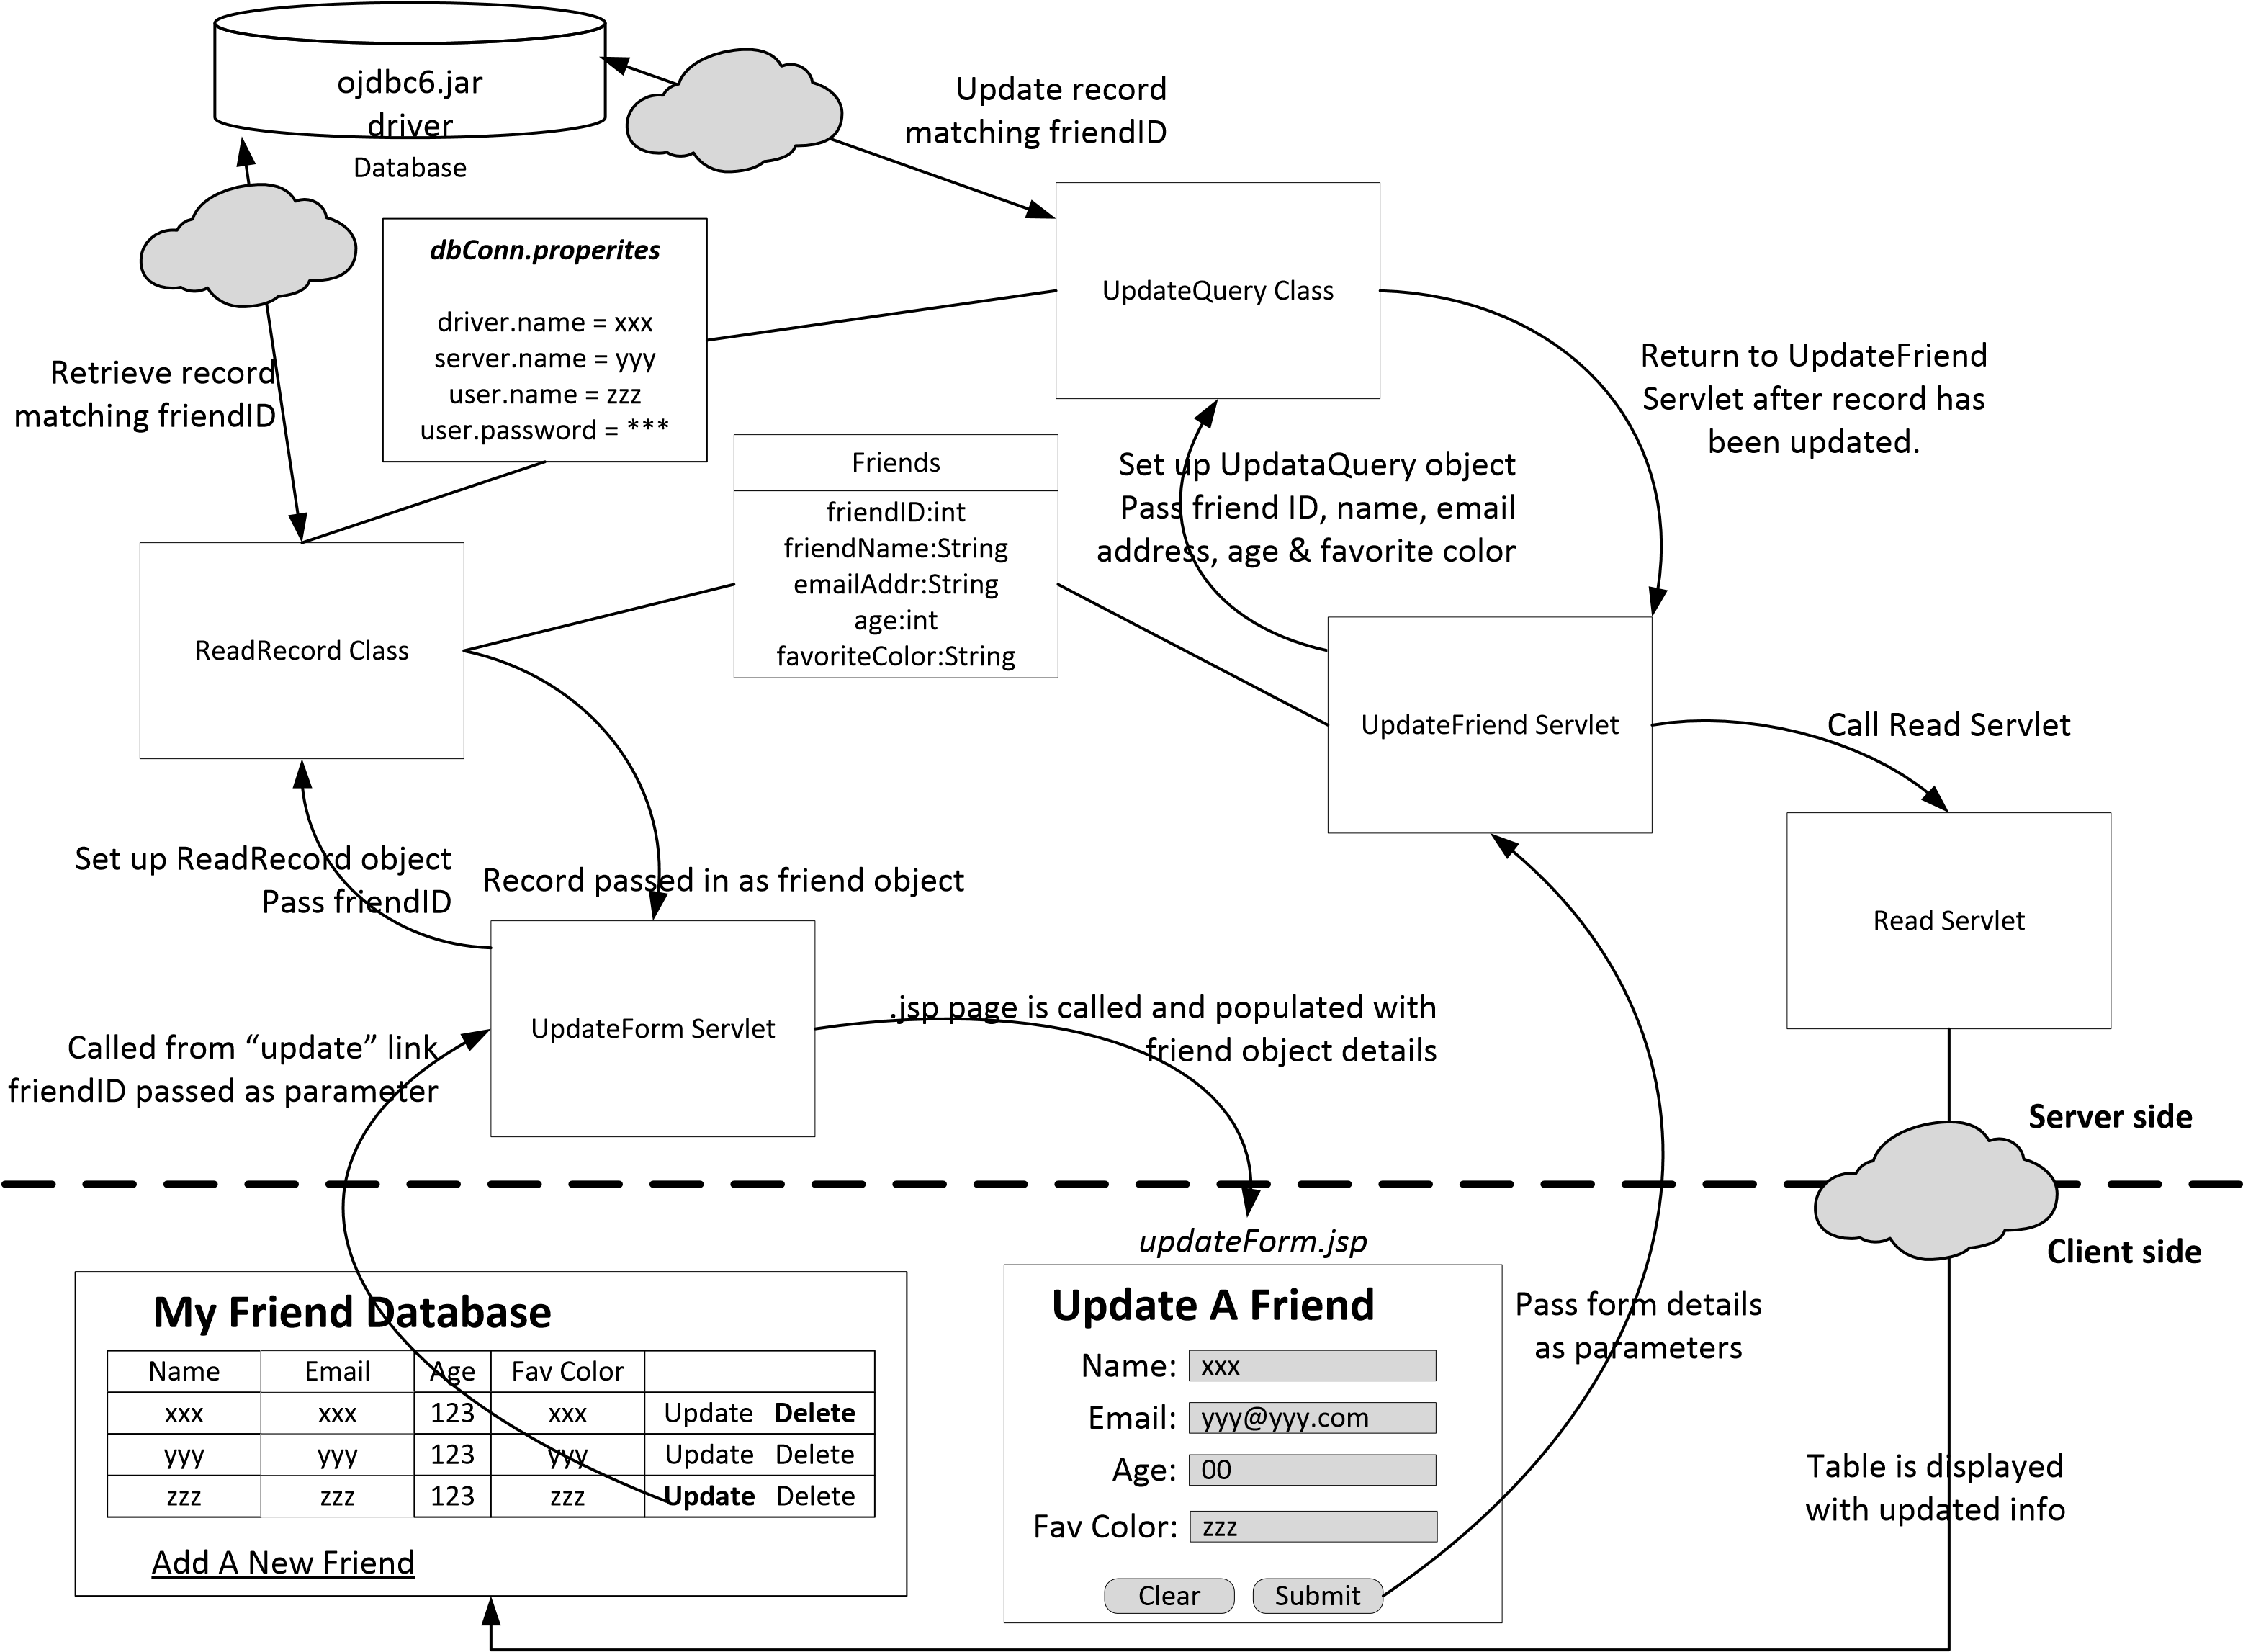 ojdbc6.jar
driver
Database
Update record
matching friendID
dbConn.properites
driver.name = xxx
server.name = yyy
user.name = zzz
user.password = ***
UpdateQuery Class
Retrieve record
matching friendID
Return to UpdateFriend
Servlet after record has
been updated.
Friends
friendID:int
friendName:String
emailAddr:String
age:int
favoriteColor:String
Set up UpdataQuery object
Pass friend ID, name, email
address, age & favorite color
ReadRecord Class
UpdateFriend Servlet
Call Read Servlet
Set up ReadRecord object
Pass friendID
Record passed in as friend object
Read Servlet
UpdateForm Servlet
.jsp page is called and populated with
friend object details
Called from “update” link
friendID passed as parameter
Server side
Client side
My Friend Database
Name Email Age Fav Color
xxx xxx 123 xxx Update Delete
yyy yyy 123 yyy Update Delete
zzz zzz 123 zzz Update Delete
Add A New Friend
updateForm.jsp
Update A Friend
Name: xxx
Email: yyy@yyy.com
Age: 00
Fav Color: zzz
Clear Submit
Pass form details
as parameters
Table is displayed
with updated info